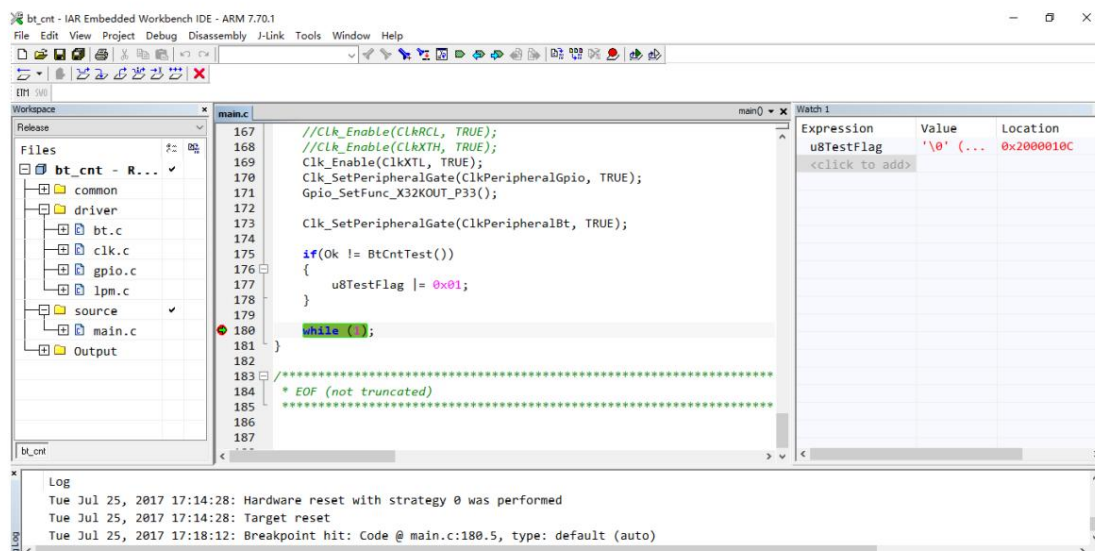 bt_cnt - IAR Embedded Workbench IDE - ARM 7.70.1
File Edit View Project Debug Disassembly J-Link Tools Window Help
ETM SWO
Workspace
Release
Files
bt_cnt - R...
common
driver
bt.c
clk.c
gpio.c
lpm.c
source
main.c
Output
bt_cnt
main.c
main()
167 //Clk_Enable(ClkRCL, TRUE);
168 //Clk_Enable(ClkXTH, TRUE);
169 Clk_Enable(ClkXTL, TRUE);
170 Clk_SetPeripheralGate(ClkPeripheralGpio, TRUE);
171 Gpio_SetFunc_X32KOUT_P33();
172
173 Clk_SetPeripheralGate(ClkPeripheralBt, TRUE);
174
175 if(Ok != BtCntTest())
176 {
177 u8TestFlag |= 0x01;
178 }
179
180 while (1);
181 }
182
183 /******************************************************************
184 * EOF (not truncated)
185 ******************************************************************
186
187
Watch 1
Expression Value Location
u8TestFlag '\0' (... 0x2000010C
<click to add>
Log
Tue Jul 25, 2017 17:14:28: Hardware reset with strategy 0 was performed
Tue Jul 25, 2017 17:14:28: Target reset
Tue Jul 25, 2017 17:18:12: Breakpoint hit: Code @ main.c:180.5, type: default (auto)